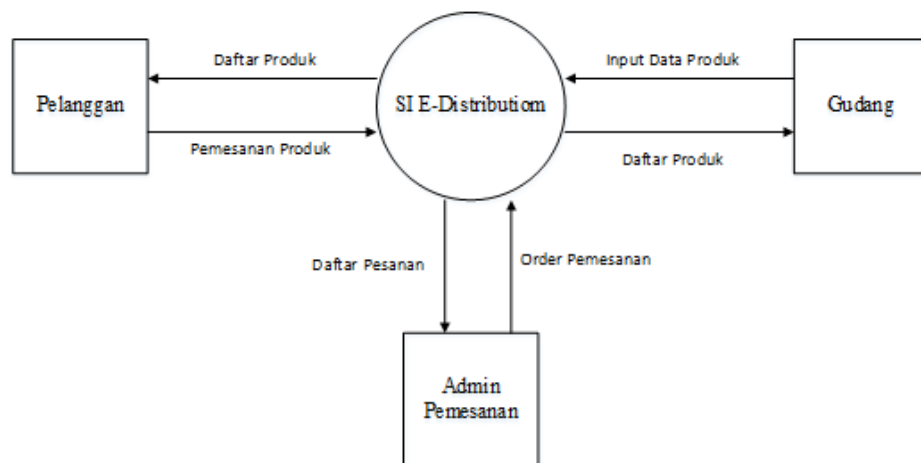 Daftar Produk
Input Data Produk
Pelanggan
SI E-Distributiom
Gudang
Pemesanan Produk
Daftar Produk
Daftar Pesanan
Order Pemesanan
Admin
Pemesanan